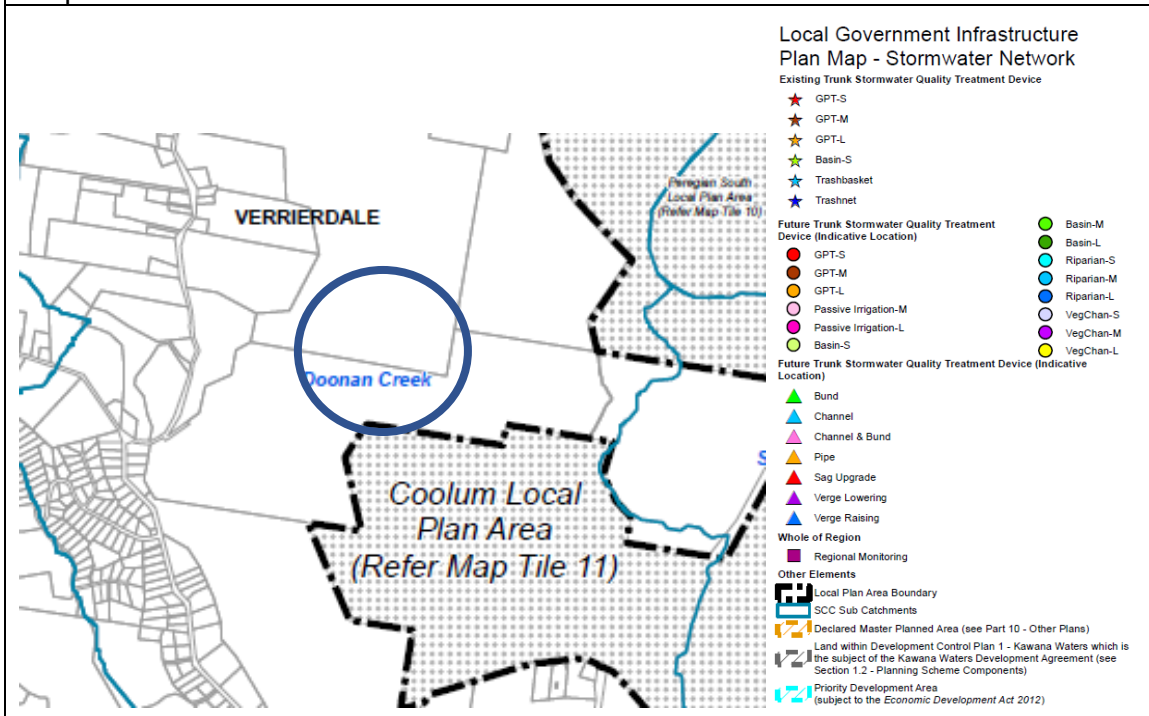 VERRIERDALE
Peregian South
Local Plan Area
(Refer Map Tile 10)
Doonan Creek
S
Coolum Local
Plan Area
(Refer Map Tile 11)
Local Government Infrastructure
Plan Map - Stormwater Network
Existing Trunk Stormwater Quality Treatment Device
GPT-S
GPT-M
GPT-L
Basin-S
Trashbasket
Trashnet
Future Trunk Stormwater Quality Treatment
Device (Indicative Location)
GPT-S
GPT-M
GPT-L
Passive Irrigation-M
Passive Irrigation-L
Basin-S
Basin-M
Basin-L
Riparian-S
Riparian-M
Riparian-L
VegChan-S
VegChan-M
VegChan-L
Future Trunk Stormwater Quality Treatment Device (Indicative
Location)
Bund
Channel
Channel & Bund
Pipe
Sag Upgrade
Verge Lowering
Verge Raising
Whole of Region
Regional Monitoring
Other Elements
Local Plan Area Boundary
SCC Sub Catchments
Declared Master Planned Area (see Part 10 - Other Plans)
Land within Development Control Plan 1 - Kawana Waters which is
the subject of the Kawana Waters Development Agreement (see
Section 1.2 - Planning Scheme Components)
Priority Development Area
(subject to the Economic Development Act 2012)